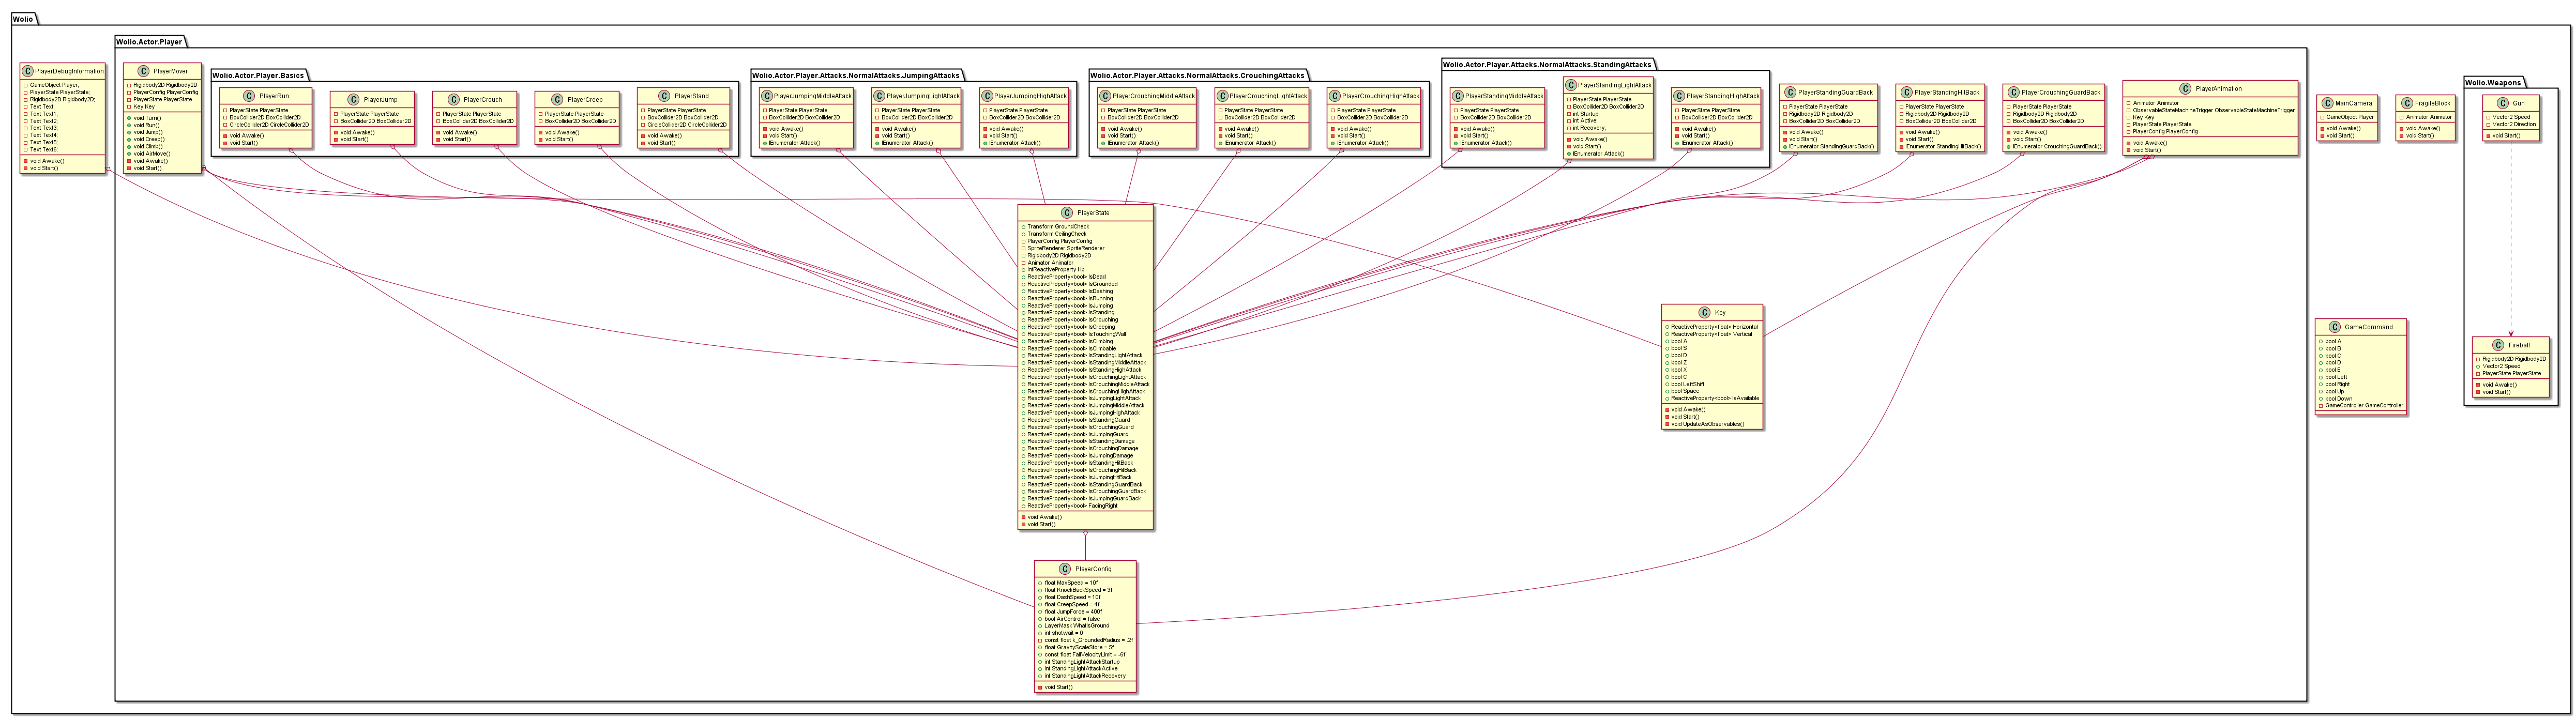 Wolio
Wolio.Actor.Player
PlayerDebugInformation
GameObject Player;
PlayerState PlayerState;
Rigidbody2D Rigidbody2D;
Text Text;
Text Text1;
Text Text2;
Text Text3;
Text Text4;
Text Text5;
Text Text6;
void Awake()
void Start()
PlayerMover
Rigidbody2D Rigidbody2D
PlayerConfig PlayerConfig
PlayerState PlayerState
Key Key
void Turn()
void Run()
void Jump()
void Creep()
void Climb()
void AirMove()
void Awake()
void Start()
Wolio.Actor.Player.Basics
PlayerRun
PlayerState PlayerState
BoxCollider2D BoxCollider2D
CircleCollider2D CircleCollider2D
void Awake()
void Start()
PlayerJump
PlayerState PlayerState
BoxCollider2D BoxCollider2D
void Awake()
void Start()
PlayerCrouch
PlayerState PlayerState
BoxCollider2D BoxCollider2D
void Awake()
void Start()
PlayerCreep
PlayerState PlayerState
BoxCollider2D BoxCollider2D
void Awake()
void Start()
PlayerStand
PlayerState PlayerState
BoxCollider2D BoxCollider2D
CircleCollider2D CircleCollider2D
void Awake()
void Start()
Wolio.Actor.Player.Attacks.NormalAttacks.JumpingAttacks
PlayerJumpingMiddleAttack
PlayerState PlayerState
BoxCollider2D BoxCollider2D
void Awake()
void Start()
IEnumerator Attack()
PlayerJumpingLightAttack
PlayerState PlayerState
BoxCollider2D BoxCollider2D
void Awake()
void Start()
IEnumerator Attack()
PlayerJumpingHighAttack
PlayerState PlayerState
BoxCollider2D BoxCollider2D
void Awake()
void Start()
IEnumerator Attack()
Wolio.Actor.Player.Attacks.NormalAttacks.CrouchingAttacks
PlayerCrouchingMiddleAttack
PlayerState PlayerState
BoxCollider2D BoxCollider2D
void Awake()
void Start()
IEnumerator Attack()
PlayerCrouchingLightAttack
PlayerState PlayerState
BoxCollider2D BoxCollider2D
void Awake()
void Start()
IEnumerator Attack()
PlayerCrouchingHighAttack
PlayerState PlayerState
BoxCollider2D BoxCollider2D
void Awake()
void Start()
IEnumerator Attack()
Wolio.Actor.Player.Attacks.NormalAttacks.StandingAttacks
PlayerStandingMiddleAttack
PlayerState PlayerState
BoxCollider2D BoxCollider2D
void Awake()
void Start()
IEnumerator Attack()
PlayerStandingLightAttack
PlayerState PlayerState
BoxCollider2D BoxCollider2D
int Startup;
int Active;
int Recovery;
void Awake()
void Start()
IEnumerator Attack()
PlayerStandingHighAttack
PlayerState PlayerState
BoxCollider2D BoxCollider2D
void Awake()
void Start()
IEnumerator Attack()
PlayerStandingGuardBack
PlayerState PlayerState
Rigidbody2D Rigidbody2D
BoxCollider2D BoxCollider2D
void Awake()
void Start()
IEnumerator StandingGuardBack()
PlayerStandingHitBack
PlayerState PlayerState
Rigidbody2D Rigidbody2D
BoxCollider2D BoxCollider2D
void Awake()
void Start()
IEnumerator StandingHitBack()
PlayerCrouchingGuardBack
PlayerState PlayerState
Rigidbody2D Rigidbody2D
BoxCollider2D BoxCollider2D
void Awake()
void Start()
IEnumerator CrouchingGuardBack()
PlayerAnimation
Animator Animator
ObservableStateMachineTrigger ObservableStateMachineTrigger
Key Key
PlayerState PlayerState
PlayerConfig PlayerConfig
void Awake()
void Start()
MainCamera
GameObject Player
void Awake()
void Start()
FragileBlock
Animator Animator
void Awake()
void Start()
Wolio.Weapons
Gun
Vector2 Speed
Vector2 Direction
void Start()
PlayerState
Transform GroundCheck
Transform CeilingCheck
PlayerConfig PlayerConfig
SpriteRenderer SpriteRenderer
Rigidbody2D Rigidbody2D
Animator Animator
IntReactiveProperty Hp
ReactiveProperty<bool> IsDead
ReactiveProperty<bool> IsGrounded
ReactiveProperty<bool> IsDashing
ReactiveProperty<bool> IsRunning
ReactiveProperty<bool> IsJumping
ReactiveProperty<bool> IsStanding
ReactiveProperty<bool> IsCrouching
ReactiveProperty<bool> IsCreeping
ReactiveProperty<bool> IsTouchingWall
ReactiveProperty<bool> IsClimbing
ReactiveProperty<bool> IsClimbable
ReactiveProperty<bool> IsStandingLightAttack
ReactiveProperty<bool> IsStandingMiddleAttack
ReactiveProperty<bool> IsStandingHighAttack
ReactiveProperty<bool> IsCrouchingLightAttack
ReactiveProperty<bool> IsCrouchingMiddleAttack
ReactiveProperty<bool> IsCrouchingHighAttack
ReactiveProperty<bool> IsJumpingLightAttack
ReactiveProperty<bool> IsJumpingMiddleAttack
ReactiveProperty<bool> IsJumpingHighAttack
ReactiveProperty<bool> IsStandingGuard
ReactiveProperty<bool> IsCrouchingGuard
ReactiveProperty<bool> IsJumpingGuard
ReactiveProperty<bool> IsStandingDamage
ReactiveProperty<bool> IsCrouchingDamage
ReactiveProperty<bool> IsJumpingDamage
ReactiveProperty<bool> IsStandingHitBack
ReactiveProperty<bool> IsCrouchingHitBack
ReactiveProperty<bool> IsJumpingHitBack
ReactiveProperty<bool> IsStandingGuardBack
ReactiveProperty<bool> IsCrouchingGuardBack
ReactiveProperty<bool> IsJumpingGuardBack
ReactiveProperty<bool> FacingRight
void Awake()
void Start()
Key
ReactiveProperty<float> Horizontal
ReactiveProperty<float> Vertical
bool A
bool S
bool D
bool Z
bool X
bool C
bool LeftShift
bool Space
ReactiveProperty<bool> IsAvailable
void Awake()
void Start()
void UpdateAsObservables()
GameCommand
bool A
bool B
bool C
bool D
bool E
bool Left
bool Right
bool Up
bool Down
GameController GameController
Fireball
Rigidbody2D Rigidbody2D
Vector2 Speed
PlayerState PlayerState
void Awake()
void Start()
PlayerConfig
float MaxSpeed = 10f
float KnockBackSpeed = 3f
float DashSpeed = 10f
float CreepSpeed = 4f
float JumpForce = 400f
bool AirControl = false
LayerMask WhatIsGround
int shotwait = 0
const float k_GroundedRadius = .2f
float GravityScaleStore = 5f
const float FallVelocityLimit = -6f
int StandingLightAttackStartup
int StandingLightAttackActive
int StandingLightAttackRecovery
void Start()